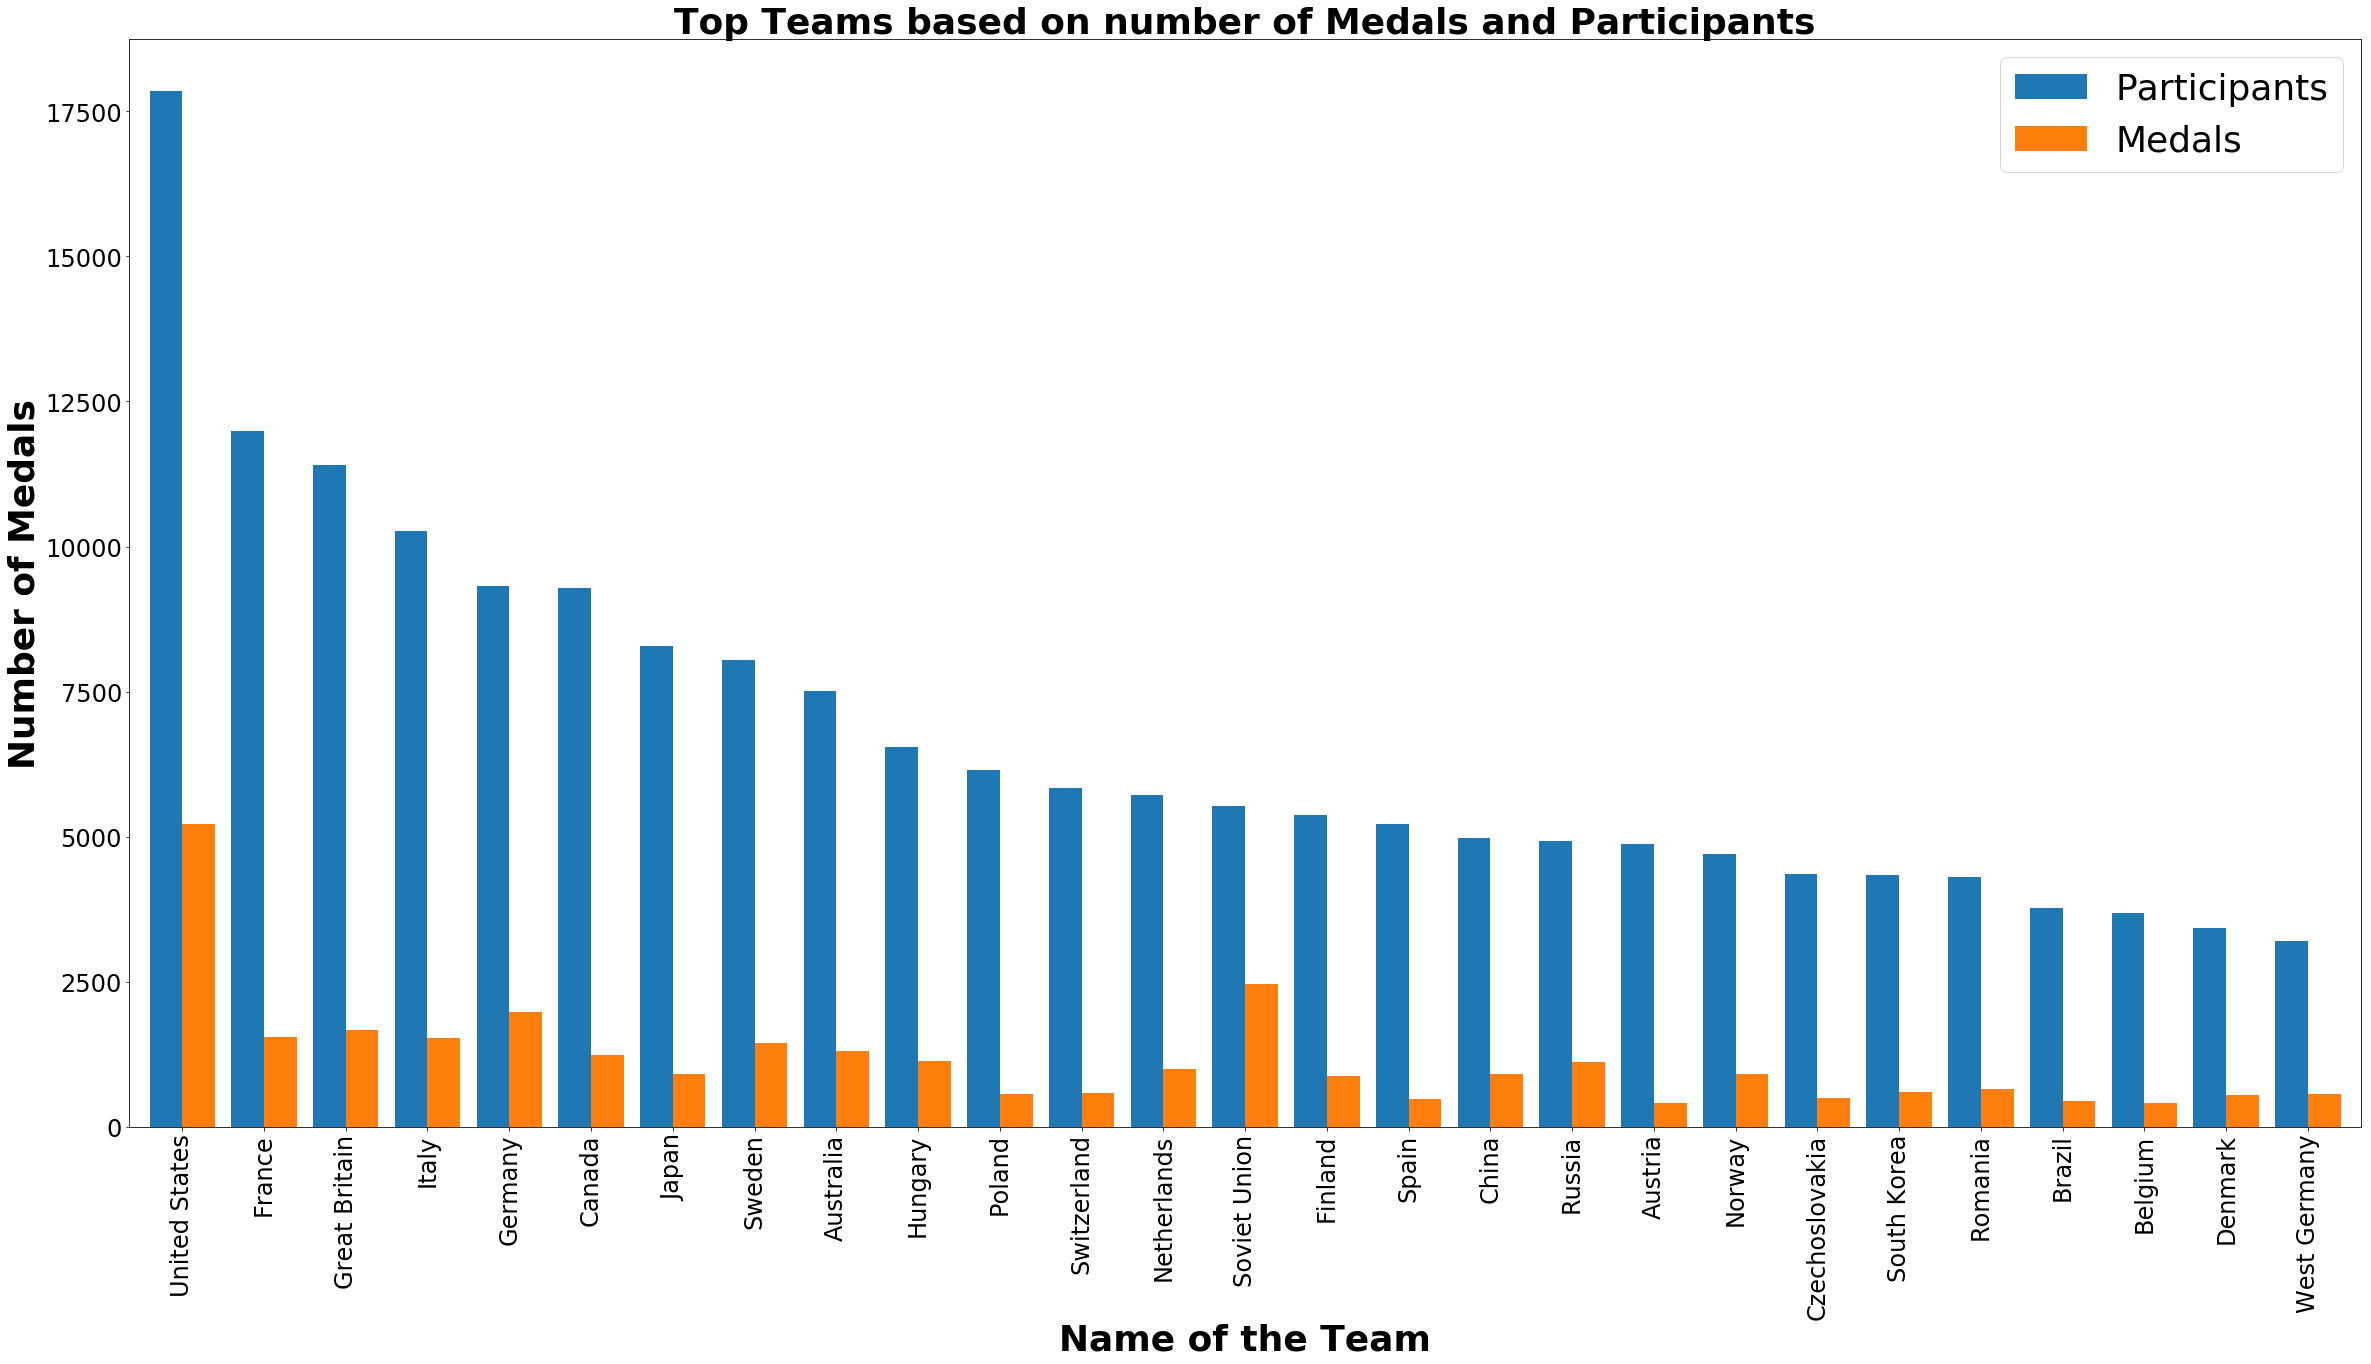 Top Teams based on number of Medals and Participants
Participants
Medals
Number of Medals
17500
15000
12500
10000
7500
5000
2500
0
United States
France
Great Britain
Italy
Germany
Canada
Japan
Sweden
Australia
Hungary
Poland
Switzerland
Netherlands
Soviet Union
Finland
Spain
China
Russia
Austria
Norway
Czechoslovakia
South Korea
Romania
Brazil
Belgium
Denmark
West Germany
Name of the Team